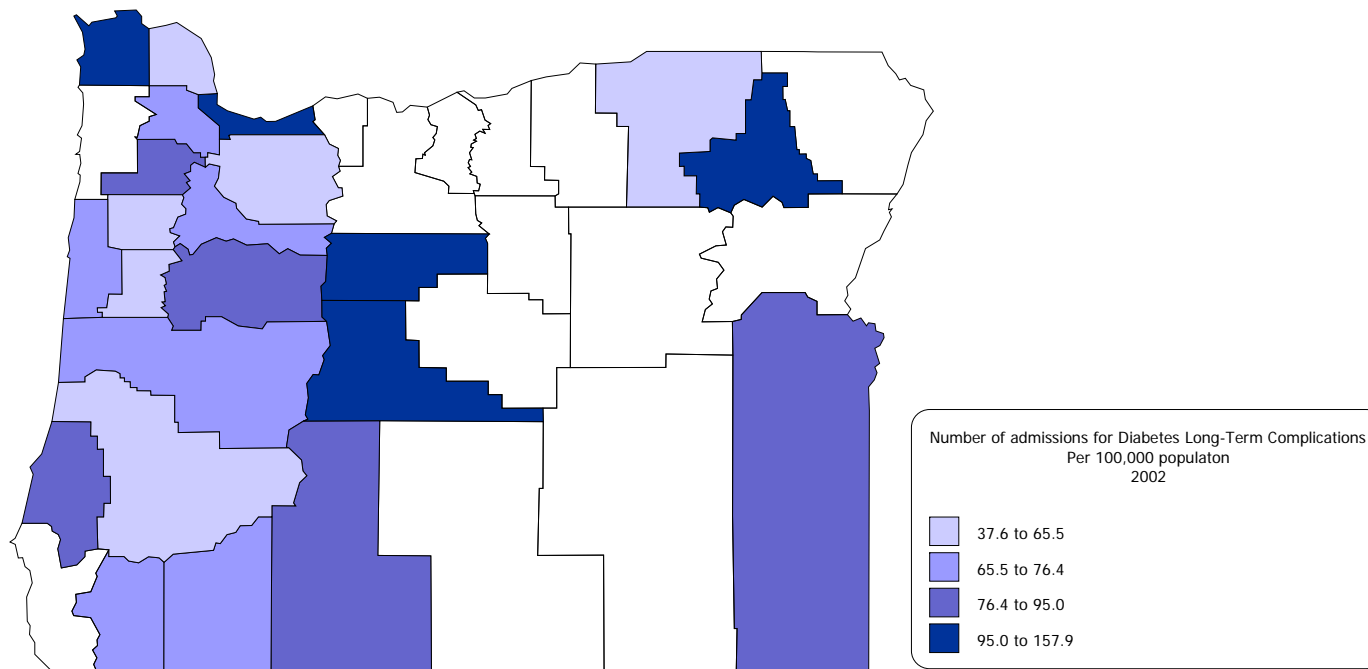 Number of admissions for Diabetes Long-Term Complications
Per 100,000 populaton
2002
37.6 to 65.5
65.5 to 76.4
76.4 to 95.0
95.0 to 157.9